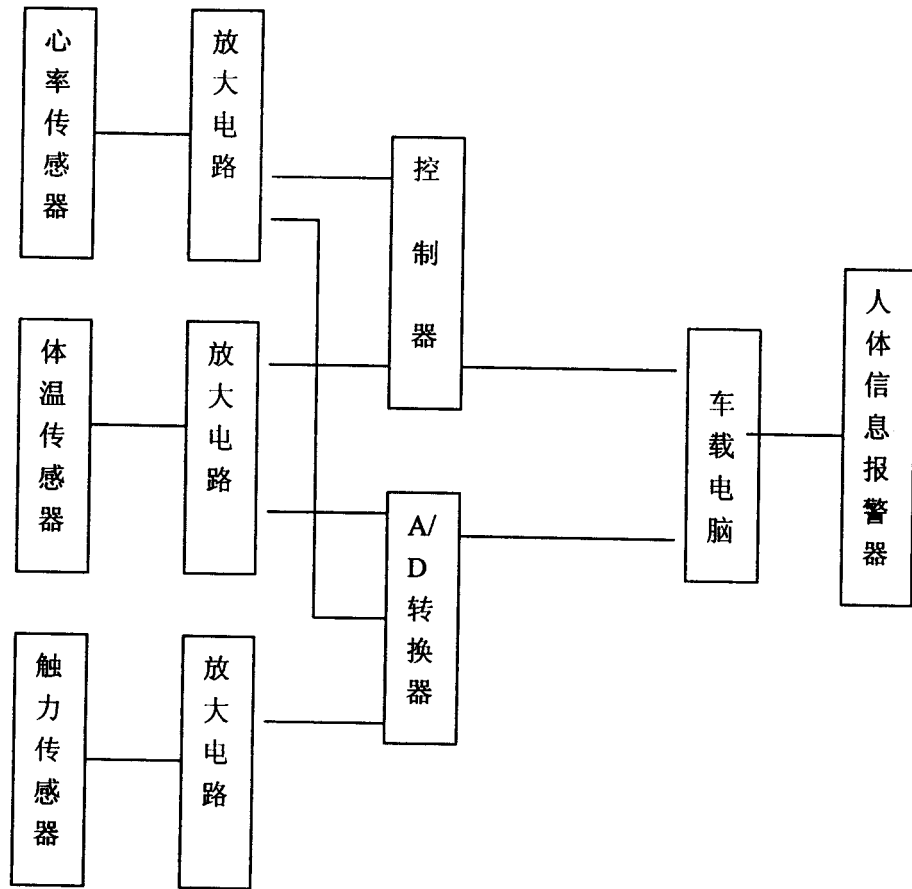 心率传感器
放大电路
控制器
体温传感器
放大电路
A/D转换器
车载电脑
人体信息报警器
触力传感器
放大电路